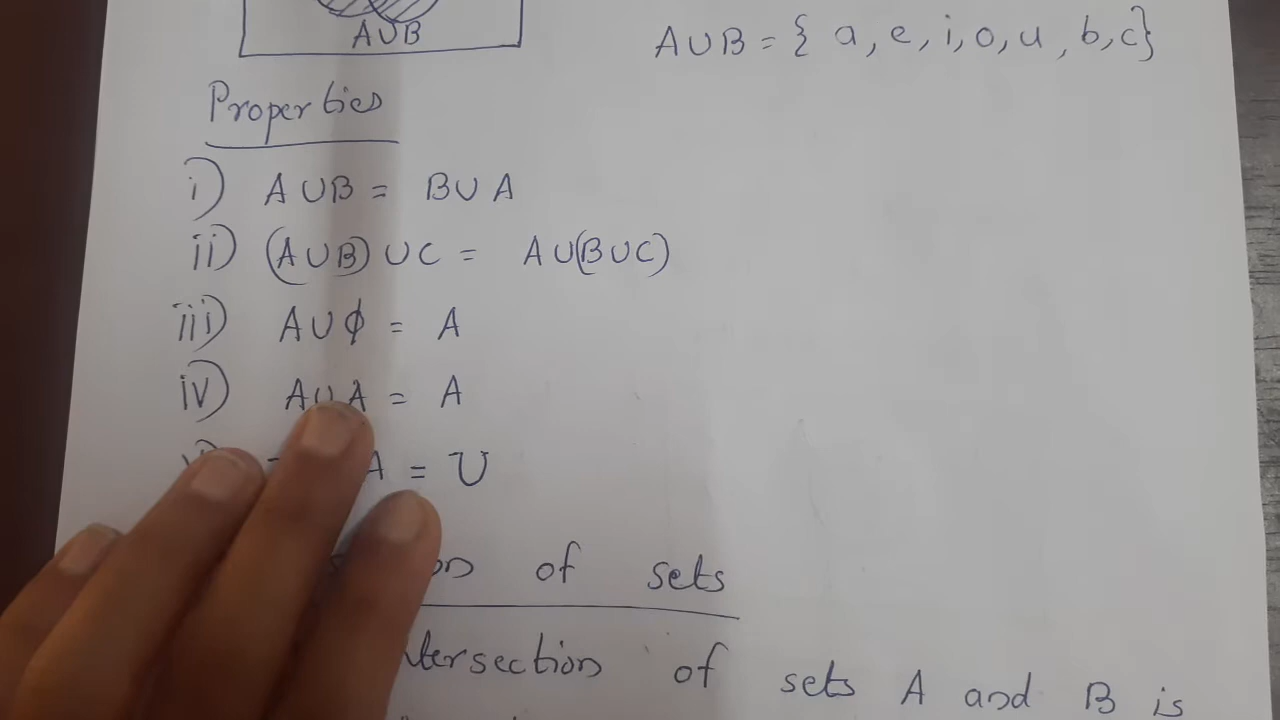 A∪B
A∪B = { a, e, i, o, u, b, c}
Properties
i) A∪B = B∪A
ii) (A∪B)∪C = A∪(B∪C)
iii) A∪ϕ = A
iv) A∪A = A
A = U
of sets
of sets A and B is